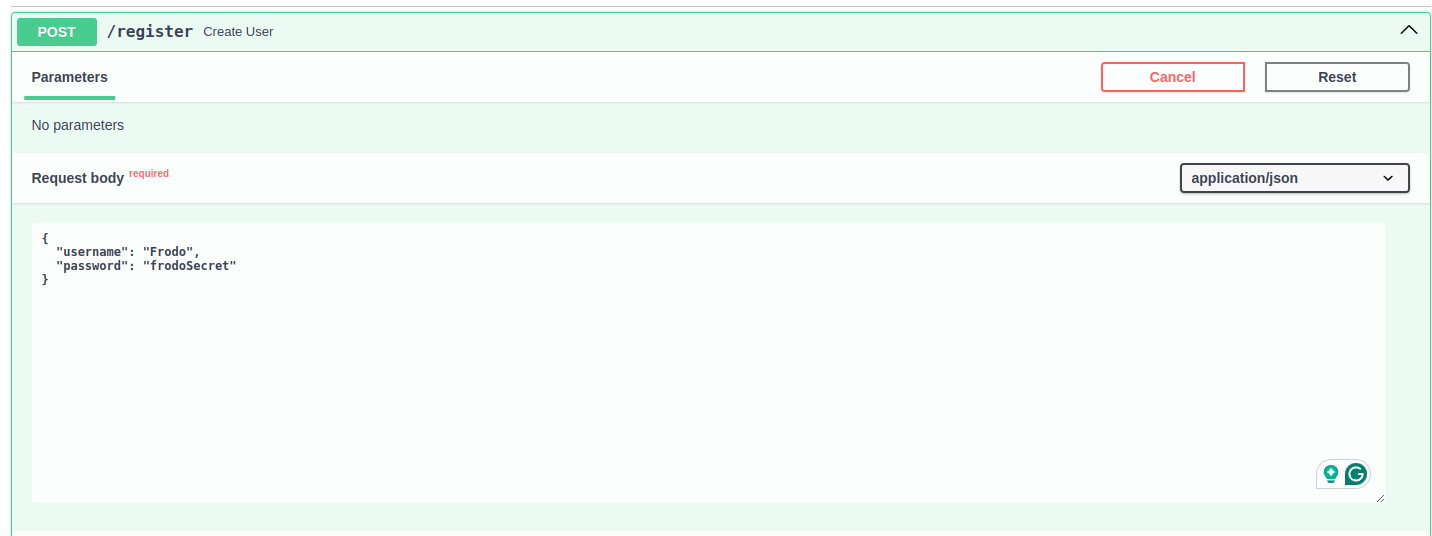 POST /register Create User
Parameters Cancel Reset
No parameters
Request body required application/json
{
  "username": "Frodo",
  "password": "frodoSecret"
}
G